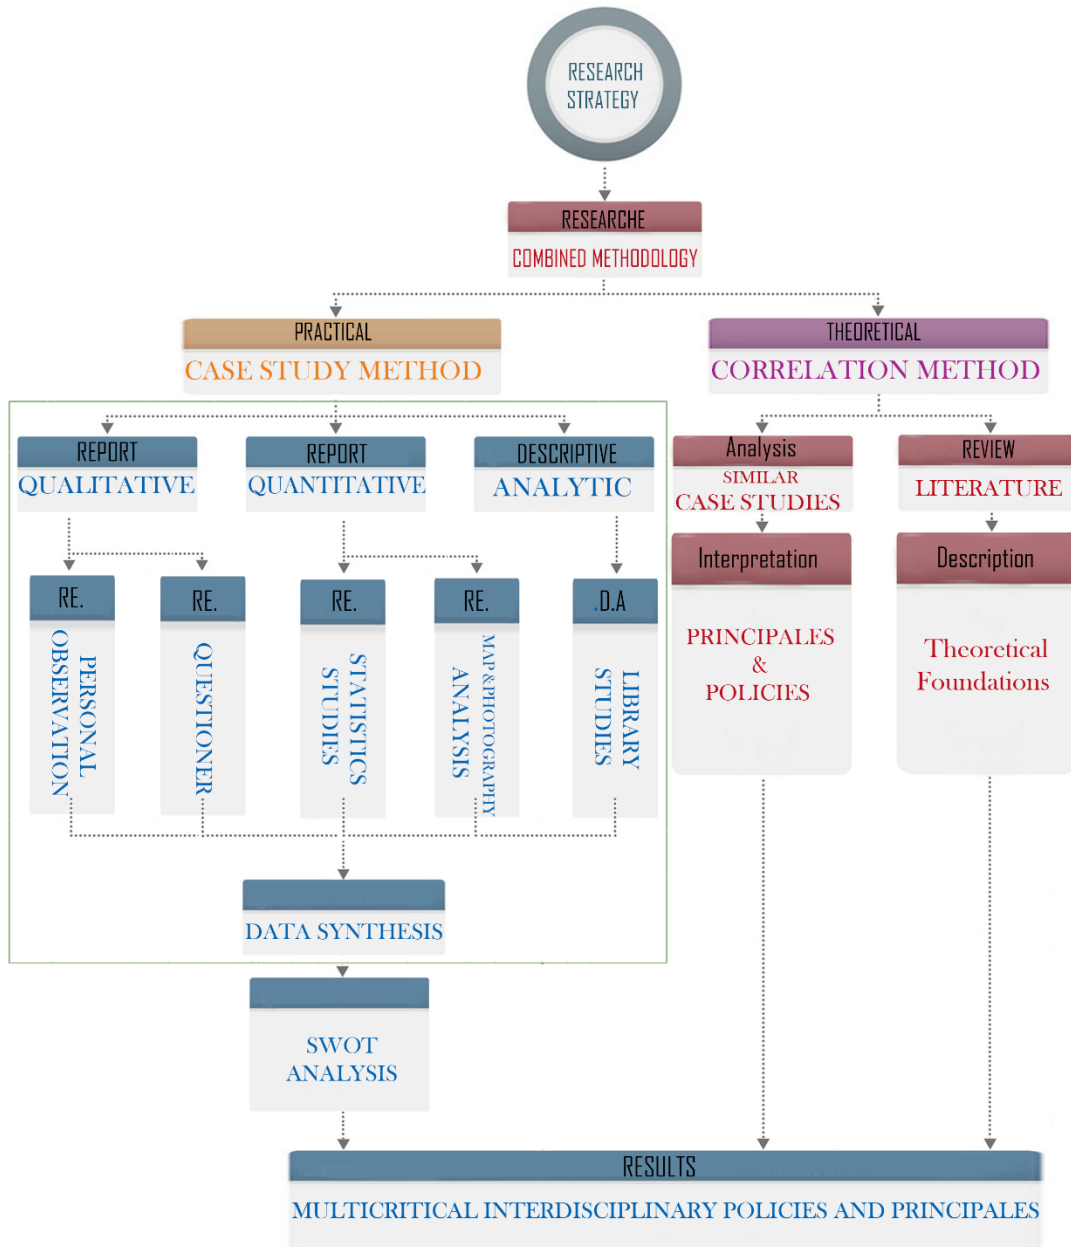 RESEARCH
STRATEGY
RESEARCHE
COMBINED METHODOLOGY
PRACTICAL
CASE STUDY METHOD
THEORETICAL
CORRELATION METHOD
REPORT
QUALITATIVE
REPORT
QUANTITATIVE
DESCRIPTIVE
ANALYTIC
Analysis
SIMILAR
CASE STUDIES
REVIEW
LITERATURE
RE.
PERSONAL
OBSERVATION
RE.
QUESTIONER
RE.
STATISTICS
STUDIES
RE.
MAP & PHOTOGRAPHY
ANALYSIS
.D.A
LIBRARY
STUDIES
Interpretation
PRINCIPALES
&
POLICIES
Description
Theoretical
Foundations
DATA SYNTHESIS
SWOT
ANALYSIS
RESULTS
MULTICRITICAL INTERDISCIPLINARY POLICIES AND PRINCIPALES